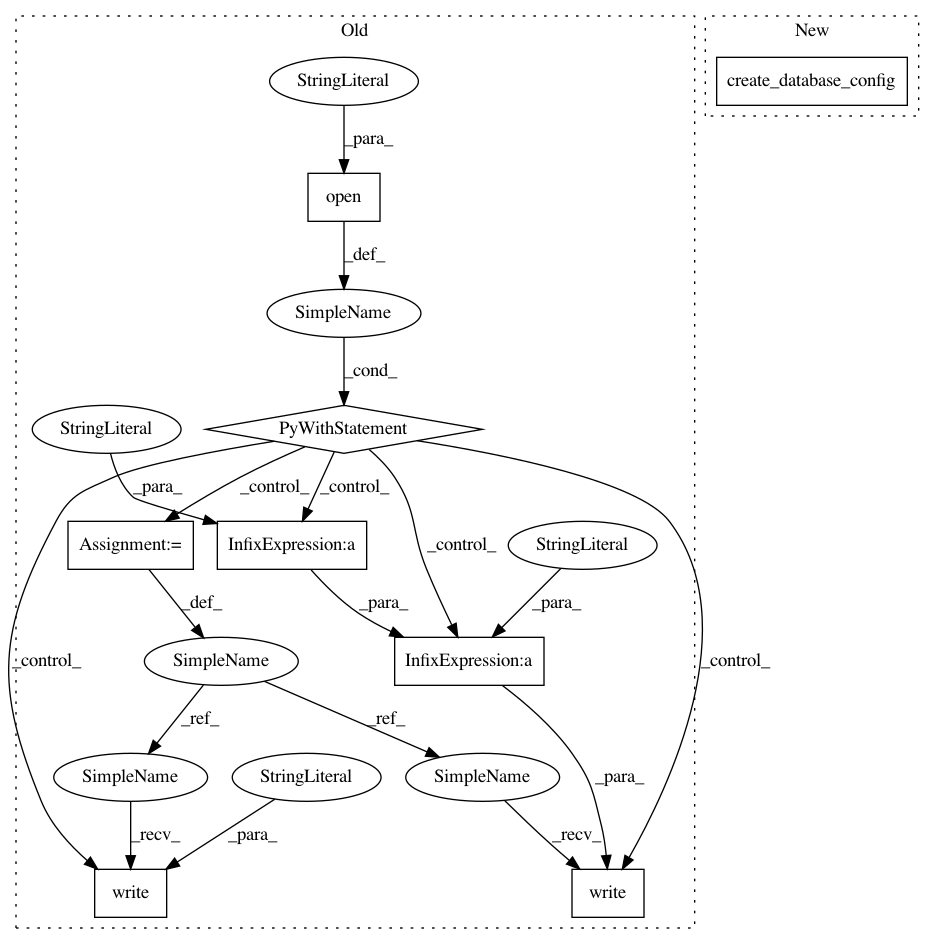 Old
New
StringLiteral
create_database_config
_para_
open
_def_
SimpleName
_cond_
StringLiteral
PyWithStatement
_para_
_control_
_control_
_control_
Assignment:=
InfixExpression:a
StringLiteral
_def_
_para_
_para_
_control_
SimpleName
InfixExpression:a
_control_
_ref_
_ref_
SimpleName
StringLiteral
SimpleName
_para_
_recv_
_para_
_recv_
write
write